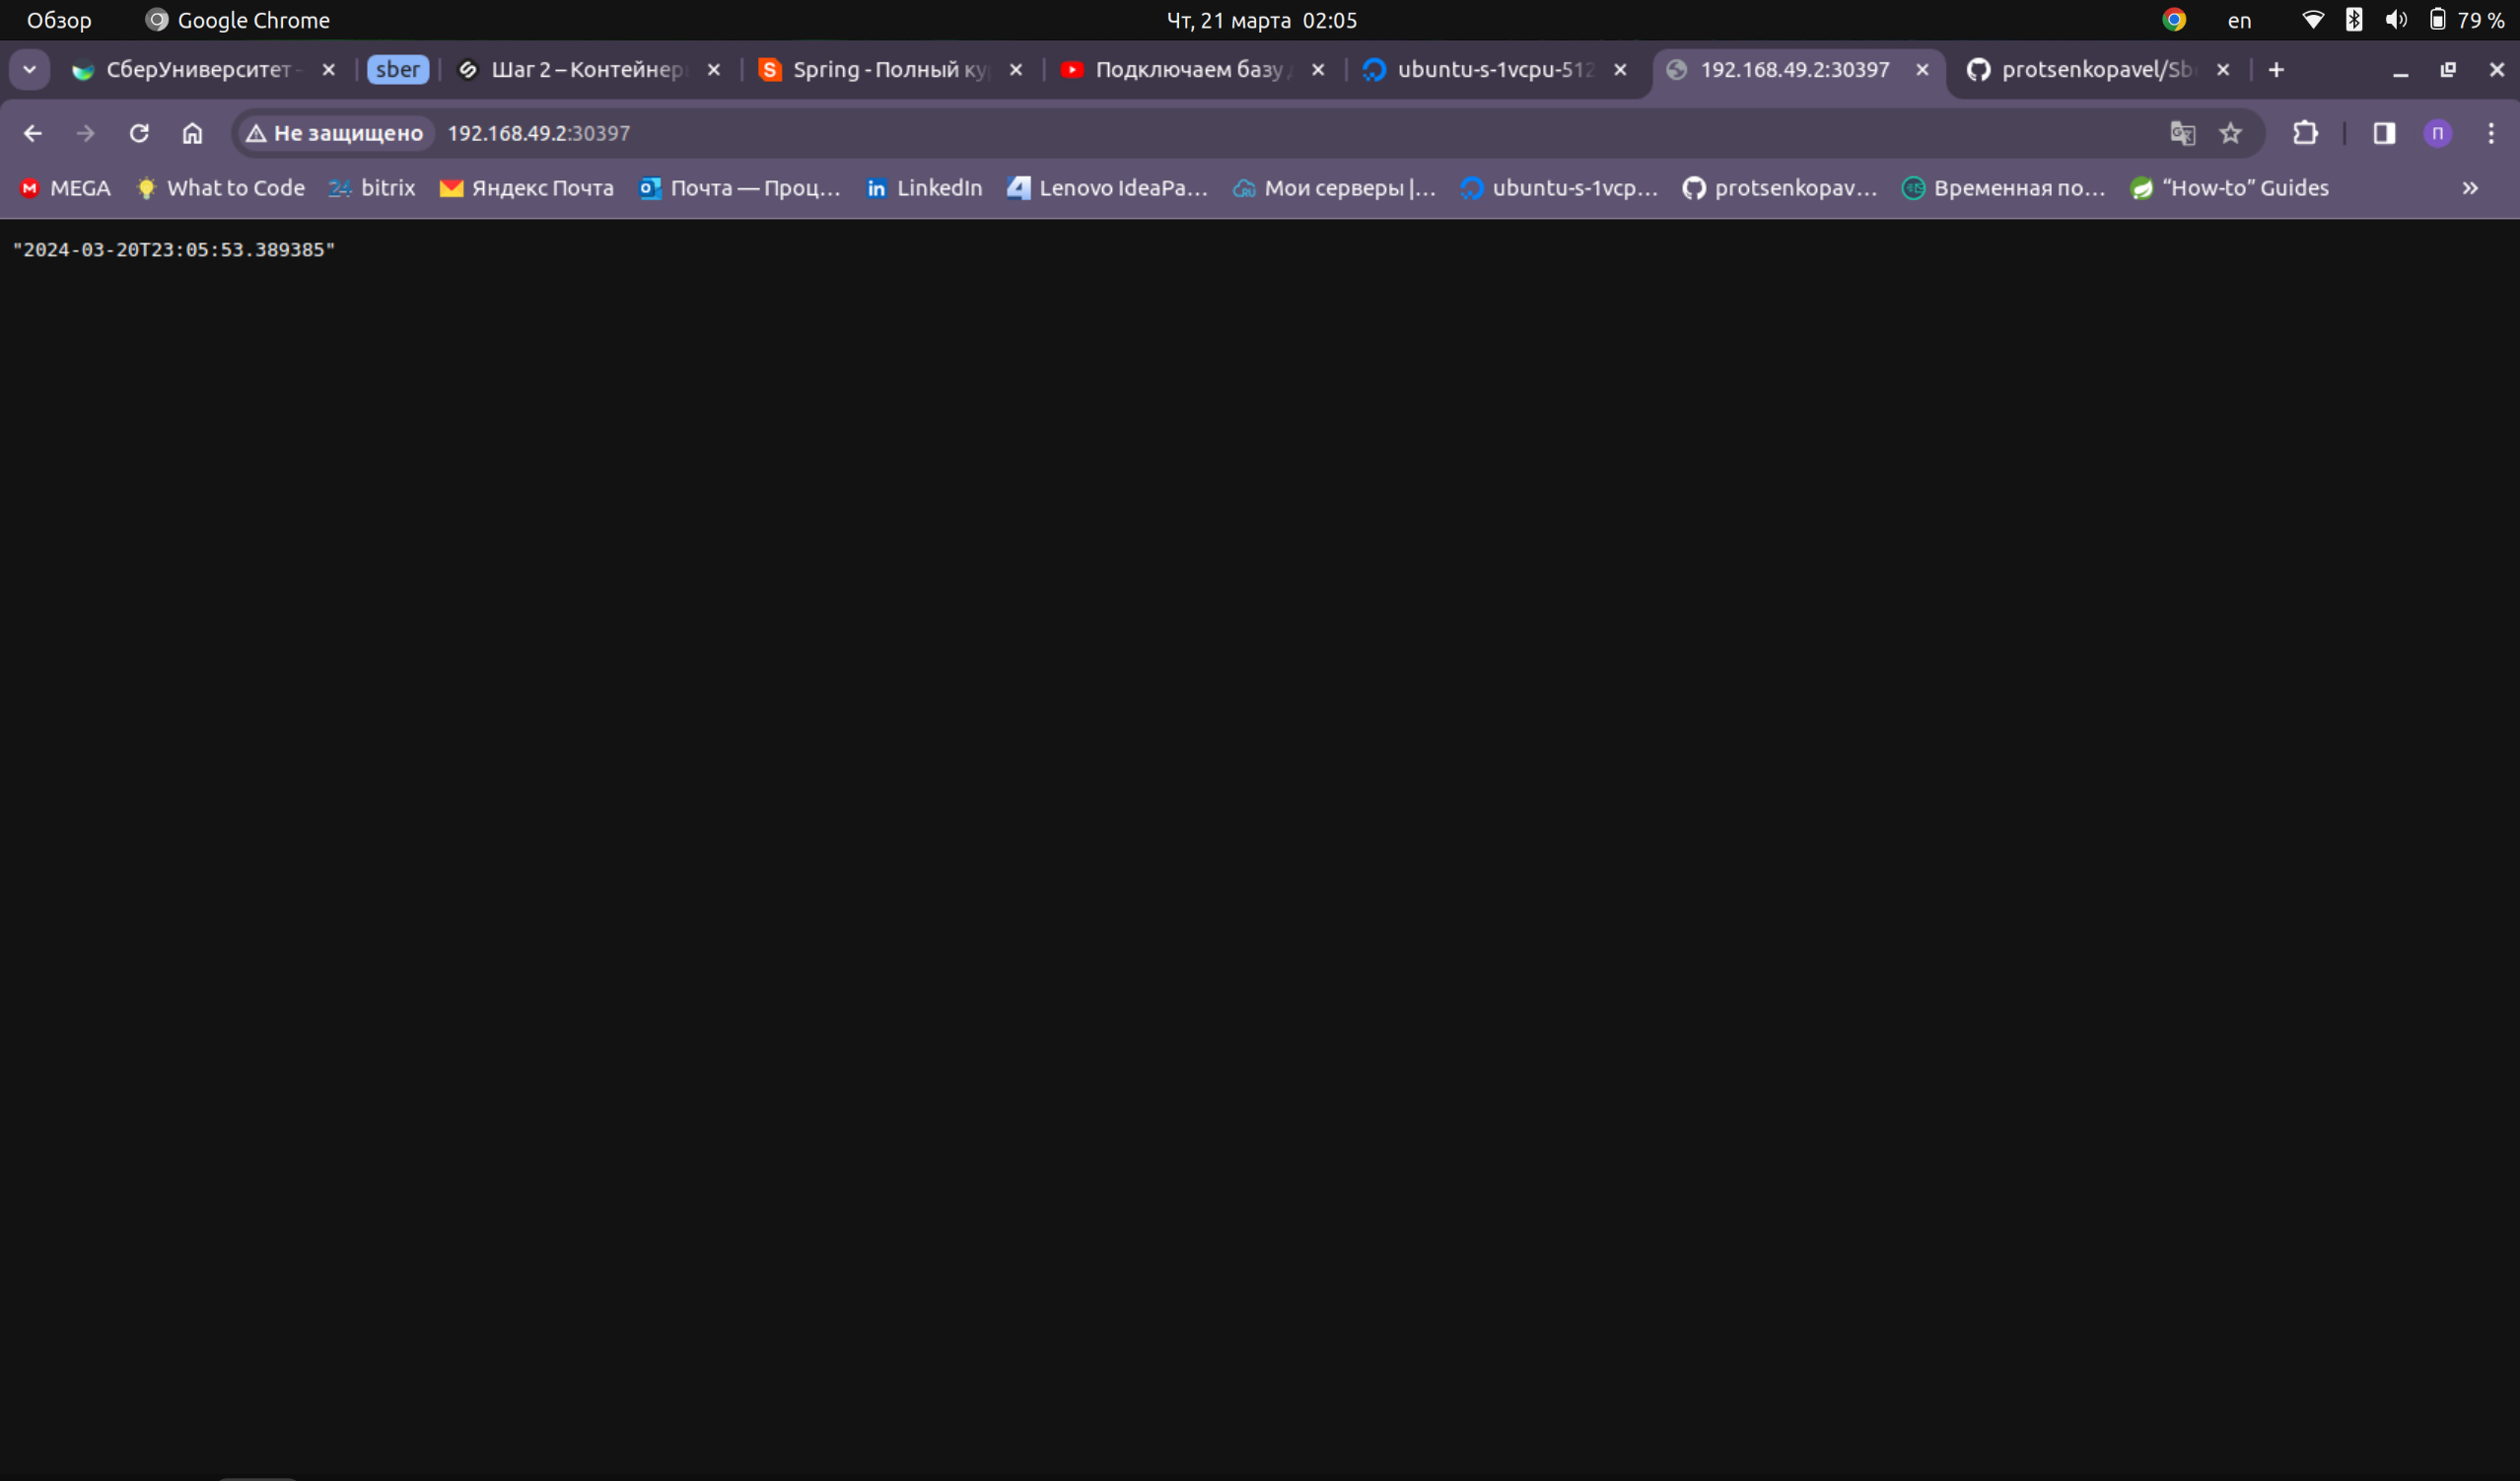 Обзор Google Chrome Чт, 21 марта 02:05 en 79 %
СберУниверситет - sber Шаг 2 – Контейнер Spring - Полный ку Подключаем базу ubuntu-s-1vcpu-512 192.168.49.2:30397 protsenkopavel/Sb
Не защищено 192.168.49.2:30397 П
MEGA What to Code 24 bitrix Яндекс Почта Почта — Проц... LinkedIn Lenovo IdeaPa... Мои серверы |... ubuntu-s-1vcp... protsenkopav... Временная по... “How-to” Guides
"2024-03-20T23:05:53.389385"